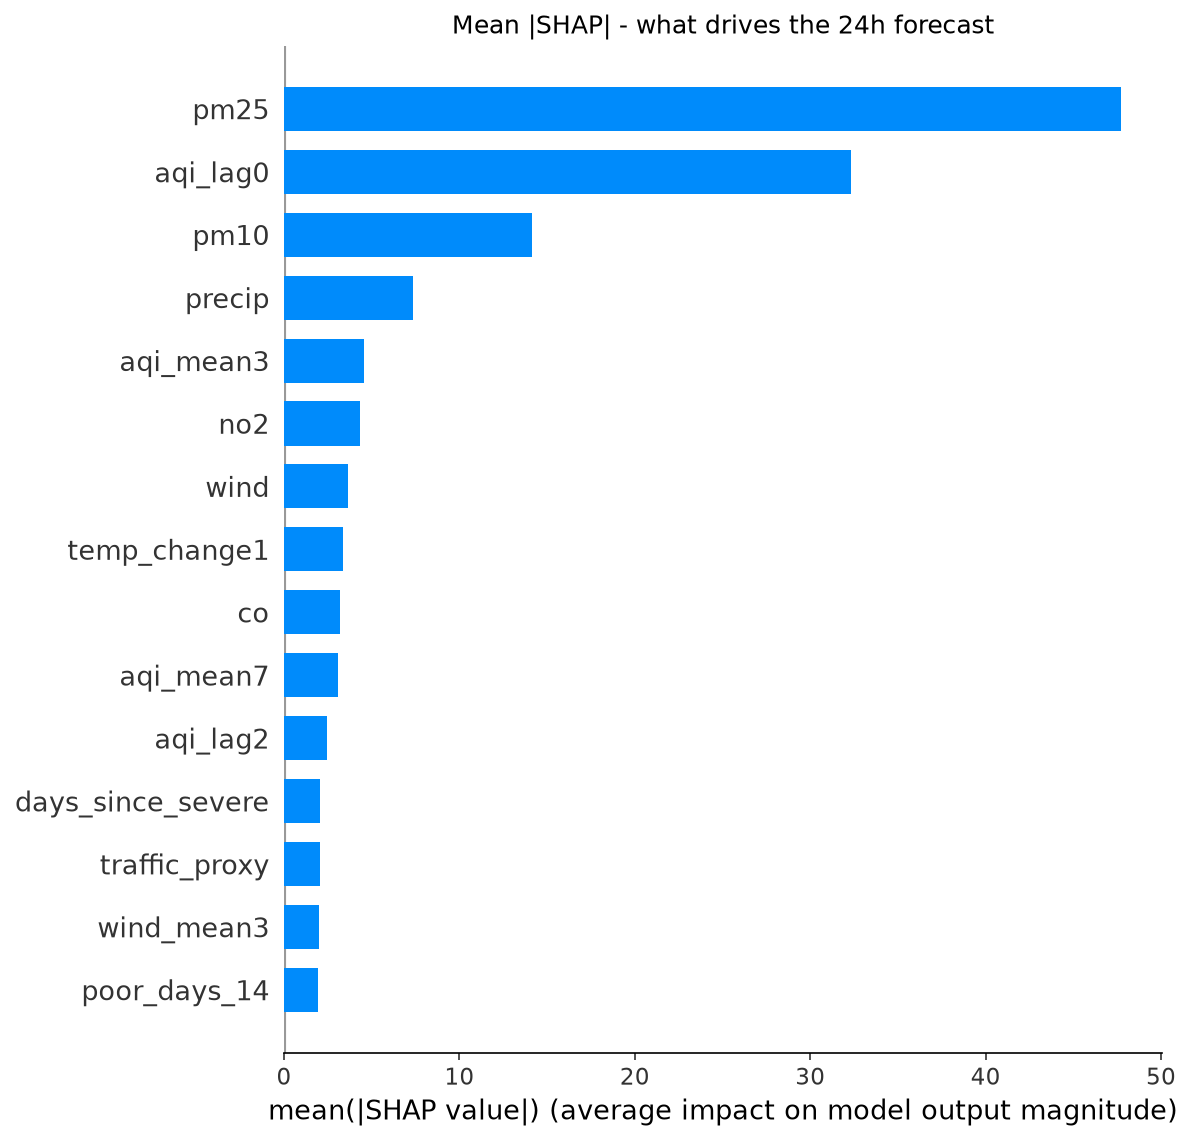 Mean |SHAP| - what drives the 24h forecast
pm25
aqi_lag0
pm10
precip
aqi_mean3
no2
wind
temp_change1
co
aqi_mean7
aqi_lag2
days_since_severe
traffic_proxy
wind_mean3
poor_days_14
0 10 20 30 40 50
mean(|SHAP value|) (average impact on model output magnitude)